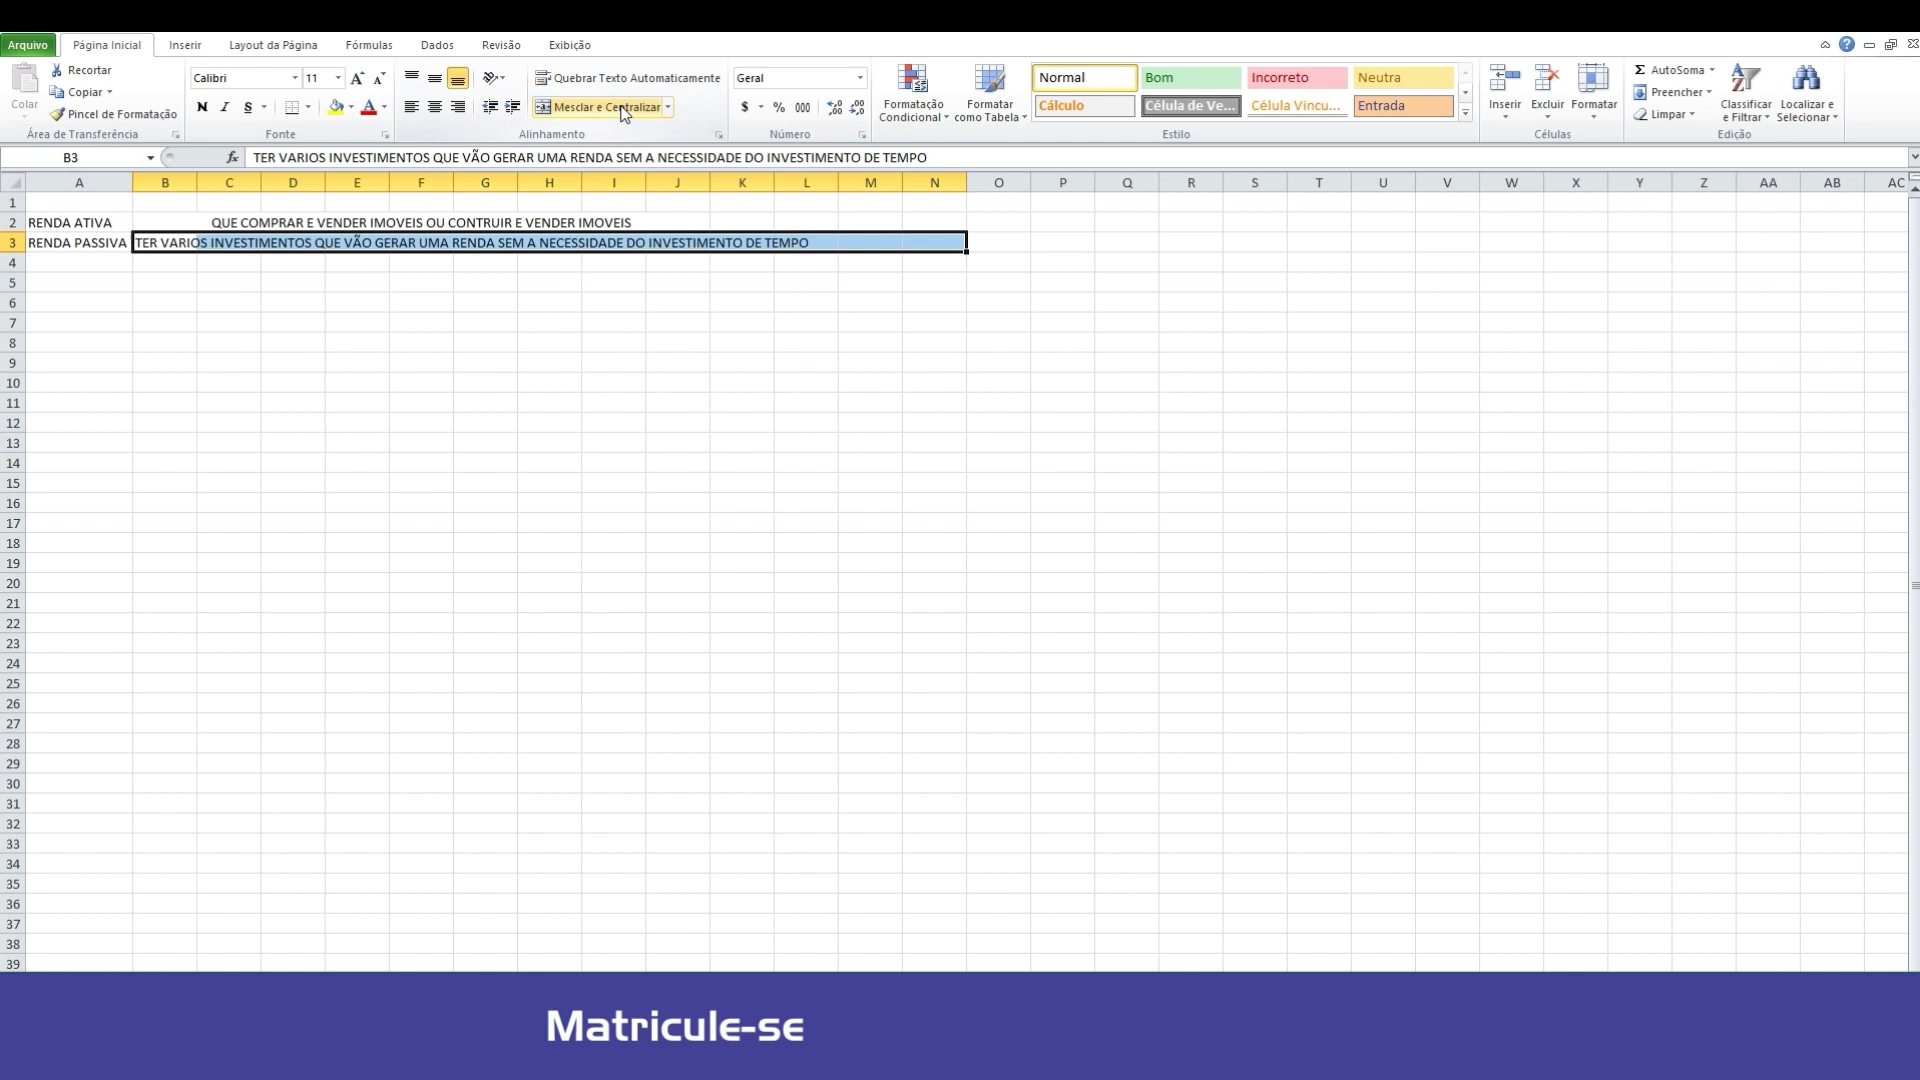 Arquivo Página Inicial Inserir Layout da Página Fórmulas Dados Revisão Exibição
Colar
Recortar
Copiar
Pincel de Formatação
Área de Transferência
Calibri 11
N I S
Fonte
Quebrar Texto Automaticamente
Mesclar e Centralizar
Alinhamento
Geral
$ % 000
Número
Formatação Condicional
Formatar como Tabela
Normal Bom Incorreto Neutra
Cálculo Célula de Ve... Célula Vincu... Entrada
Estilo
Inserir Excluir Formatar
Células
Σ AutoSoma
Preencher
Limpar
Classificar e Filtrar
Localizar e Selecionar
Edição
B3 fx TER VARIOS INVESTIMENTOS QUE VÃO GERAR UMA RENDA SEM A NECESSIDADE DO INVESTIMENTO DE TEMPO
A B C D E F G H I J K L M N O P Q R S T U V W X Y Z AA AB AC
1
2 RENDA ATIVA QUE COMPRAR E VENDER IMOVEIS OU CONTRUIR E VENDER IMOVEIS
3 RENDA PASSIVA TER VARIOS INVESTIMENTOS QUE VÃO GERAR UMA RENDA SEM A NECESSIDADE DO INVESTIMENTO DE TEMPO
4
5
6
7
8
9
10
11
12
13
14
15
16
17
18
19
20
21
22
23
24
25
26
27
28
29
30
31
32
33
34
35
36
37
38
39
Matricule-se